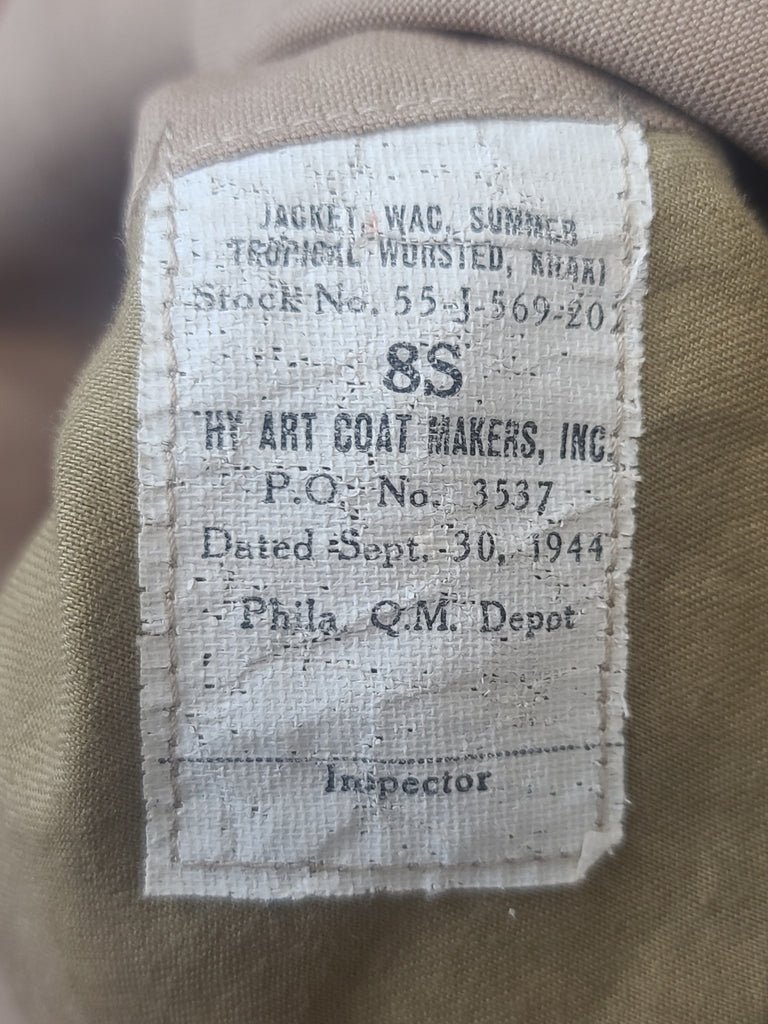 JACKET, WAC, SUMMER
TROPICAL WORSTED, KHAKI
Stock No. 55-J-569-20
8S
HY ART COAT MAKERS, INC.
P.O. No. 3537
Dated Sept. 30, 1944
Phila. Q.M. Depot
Inspector